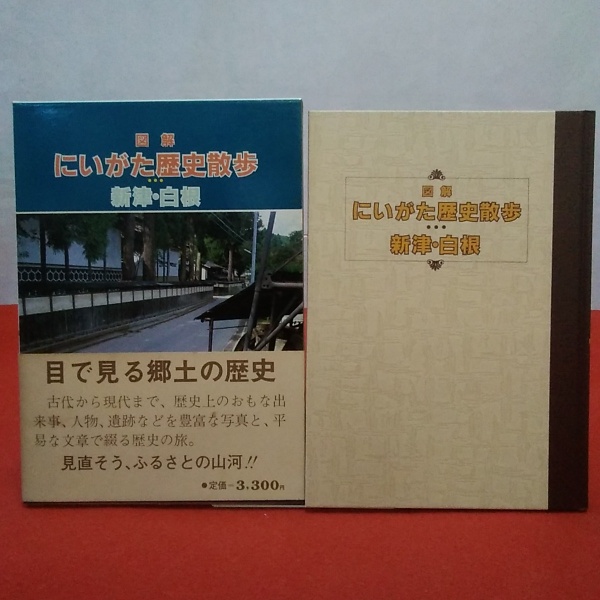 図解
にいがた歴史散歩
新津・白根
目で見る郷土の歴史
古代から現代まで、歴史上のおもな出
来事、人物、遺跡などを豊富な写真と、平
易な文章で綴る歴史の旅。
見直そう、ふるさとの山河!!
●定価－3,300円
図解
にいがた歴史散歩
新津・白根